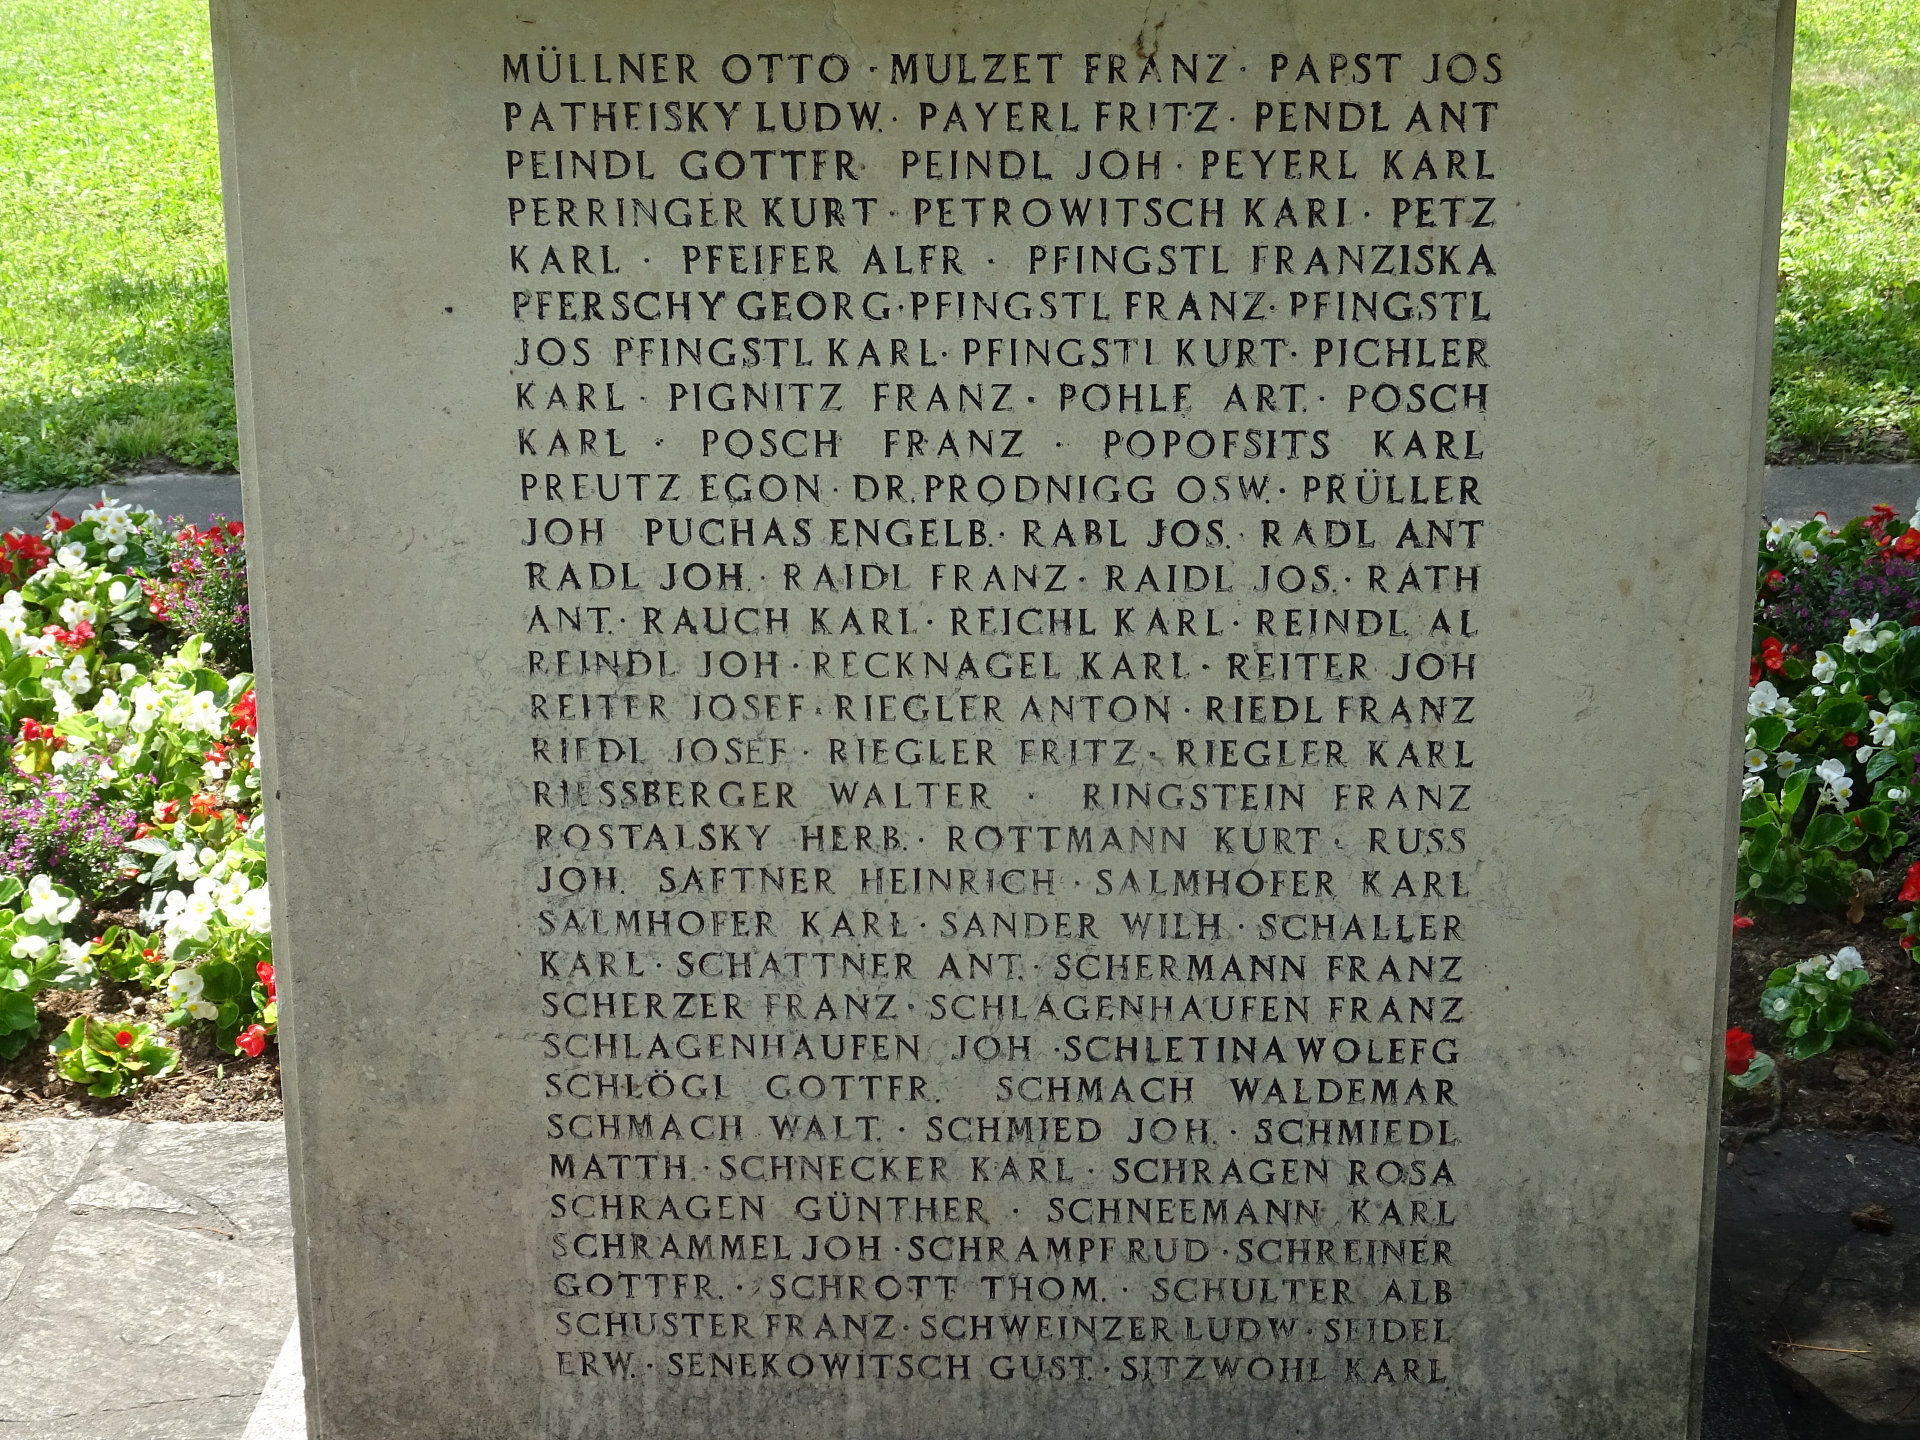 MÜLLNER OTTO · MULZET FRANZ · PAPST JOS
PATHEISKY LUDW. · PAYERL FRITZ · PENDL ANT
PEINDL GOTTFR · PEINDL JOH · PEYERL KARL
PERRINGER KURT · PETROWITSCH KARL · PETZ
KARL · PFEIFER ALFR · PFINGSTL FRANZISKA
PFERSCHY GEORG · PFINGSTL FRANZ · PFINGSTL
JOS PFINGSTL KARL · PFINGSTL KURT · PICHLER
KARL · PIGNITZ FRANZ · POHLE ART. · POSCH
KARL · POSCH FRANZ · POPOFSITS KARL
PREUTZ EGON · DR. PRODNIGG OSW. · PRÜLLER
JOH PUCHAS ENGELB. · RABL JOS. · RADL ANT
RADL JOH. · RAIDL FRANZ · RAIDL JOS. · RATH
ANT. · RAUCH KARL · REICHL KARL · REINDL AL
REINDL JOH · RECKNAGEL KARL · REITER JOH
REITER JOSEF · RIEGLER ANTON · RIEDL FRANZ
RIEDL JOSEF · RIEGLER FRITZ · RIEGLER KARL
RIESSBERGER WALTER · RINGSTEIN FRANZ
ROSTALSKY HERB. · ROTTMANN KURT · RUSS
JOH. SAFTNER HEINRICH · SALMHOFER KARL
SALMHOFER KARL · SANDER WILH · SCHALLER
KARL · SCHATTNER ANT. · SCHERMANN FRANZ
SCHERZER FRANZ · SCHLAGENHAUFEN FRANZ
SCHLAGENHAUFEN JOH · SCHLETINA WOLEFG
SCHLÖGL GOTTFR. SCHMACH WALDEMAR
SCHMACH WALT. · SCHMIED JOH. · SCHMIEDL
MATTH. · SCHNECKER KARL · SCHRAGEN ROSA
SCHRAGEN GÜNTHER · SCHNEEMANN KARL
SCHRAMMEL JOH · SCHRAMPF RUD · SCHREINER
GOTTFR. · SCHROTT THOM. · SCHULTER ALB
SCHUSTER FRANZ · SCHWEINZER LUDW · SEIDEL
ERW. · SENEKOWITSCH GUST. · SITZWOHL KARL